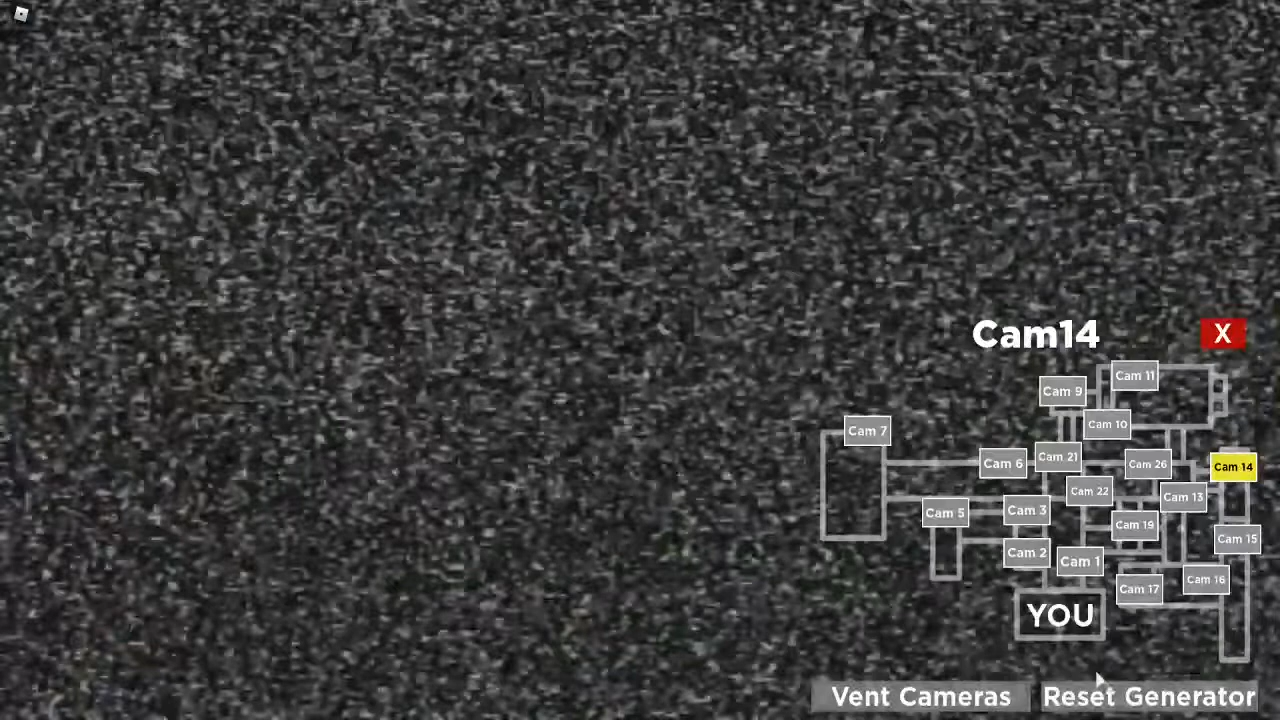 Cam14
X
Cam 11
Cam 9
Cam 10
Cam 7
Cam 21
Cam 6
Cam 26
Cam 14
Cam 22
Cam 13
Cam 5
Cam 3
Cam 19
Cam 15
Cam 2
Cam 1
Cam 16
Cam 17
YOU
Vent Cameras
Reset Generator